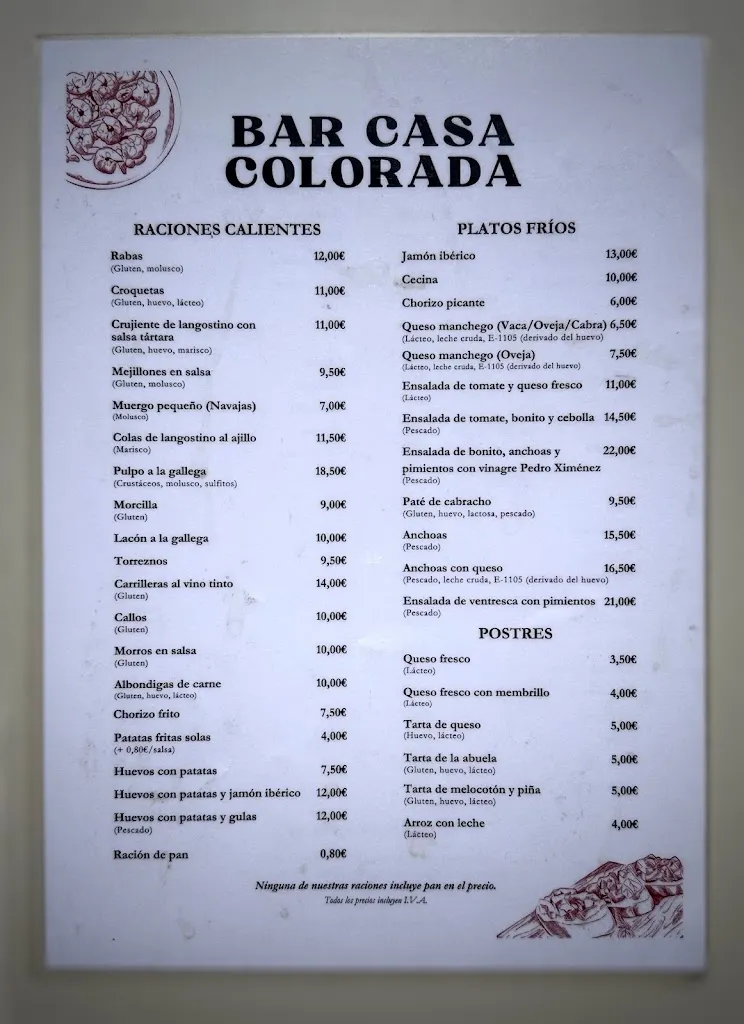 BAR CASA
COLORADA
RACIONES CALIENTES
Rabas 12,00€
(Gluten, molusco)
Croquetas 11,00€
(Gluten, huevo, lácteo)
Crujiente de langostino con 11,00€
salsa tártara
(Gluten, huevo, marisco)
Mejillones en salsa 9,50€
(Gluten, molusco)
Muergo pequeño (Navajas) 7,00€
(Molusco)
Colas de langostino al ajillo 11,50€
(Marisco)
Pulpo a la gallega 18,50€
(Crustáceos, molusco, sulfitos)
Morcilla 9,00€
(Gluten)
Lacón a la gallega 10,00€
Torreznos 9,50€
Carrilleras al vino tinto 14,00€
(Gluten)
Callos 10,00€
(Gluten)
Morros en salsa 10,00€
(Gluten)
Albondigas de carne 10,00€
(Gluten, huevo, lácteo)
Chorizo frito 7,50€
Patatas fritas solas 4,00€
(+ 0,80€/salsa)
Huevos con patatas 7,50€
Huevos con patatas y jamón ibérico 12,00€
Huevos con patatas y gulas 12,00€
(Pescado)
Ración de pan 0,80€
PLATOS FRÍOS
Jamón ibérico 13,00€
Cecina 10,00€
Chorizo picante 6,00€
Queso manchego (Vaca/Oveja/Cabra) 6,50€
(Lácteo, leche cruda, E-1105 (derivado del huevo)
Queso manchego (Oveja) 7,50€
(Lácteo, leche cruda, E-1105 (derivado del huevo)
Ensalada de tomate y queso fresco 11,00€
(Lácteo)
Ensalada de tomate, bonito y cebolla 14,50€
(Pescado)
Ensalada de bonito, anchoas y 22,00€
pimientos con vinagre Pedro Ximénez
(Pescado)
Paté de cabracho 9,50€
(Gluten, huevo, lactosa, pescado)
Anchoas 15,50€
(Pescado)
Anchoas con queso 16,50€
(Pescado, leche cruda, E-1105 (derivado del huevo)
Ensalada de ventresca con pimientos 21,00€
(Pescado)
POSTRES
Queso fresco 3,50€
(Lácteo)
Queso fresco con membrillo 4,00€
(Lácteo)
Tarta de queso 5,00€
(Huevo, lácteo)
Tarta de la abuela 5,00€
(Gluten, huevo, lácteo)
Tarta de melocotón y piña 5,00€
(Gluten, huevo, lácteo)
Arroz con leche 4,00€
(Lácteo)
Ninguna de nuestras raciones incluye pan en el precio.
Todos los precios incluyen I.V.A.